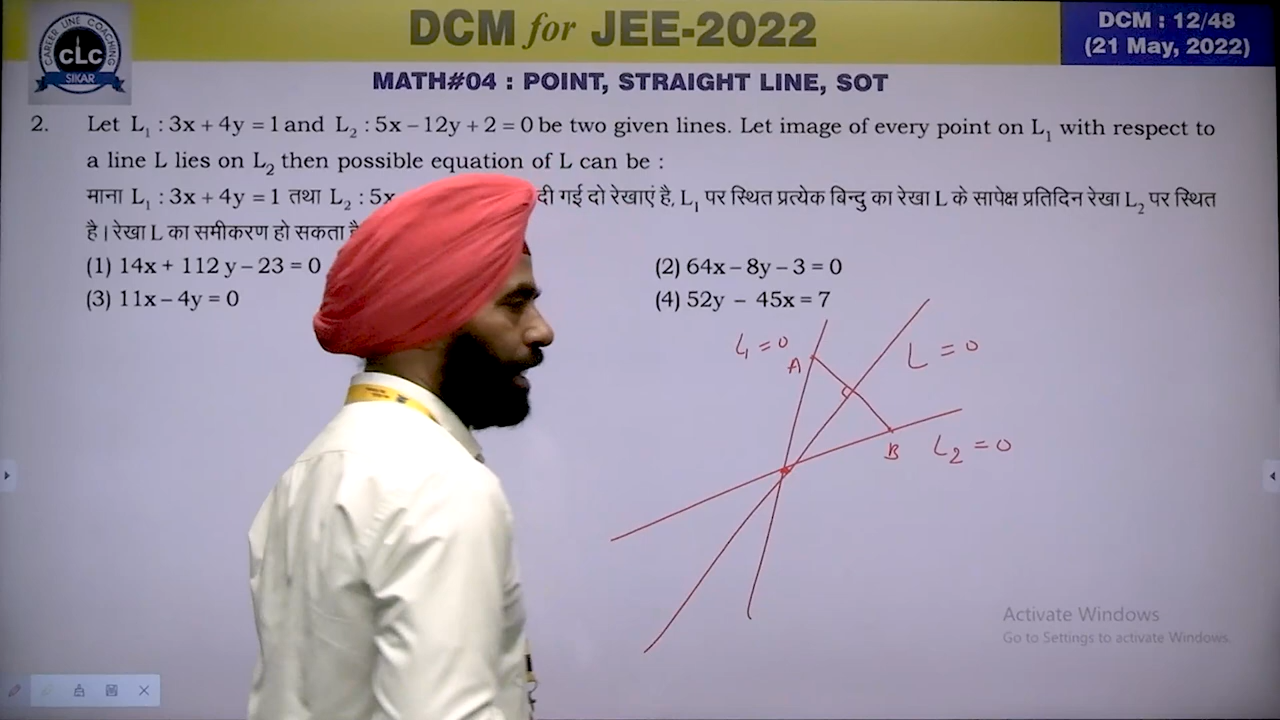 DCM for JEE-2022
DCM : 12/48
(21 May, 2022)
CAREER LINE COACHING
CLC
SIKAR
MATH#04 : POINT, STRAIGHT LINE, SOT
2. Let L₁ : 3x + 4y = 1 and L₂ : 5x – 12y + 2 = 0 be two given lines. Let image of every point on L₁ with respect to
a line L lies on L₂ then possible equation of L can be :
माना L₁ : 3x + 4y = 1 तथा L₂ : 5x दी गई दो रेखाएं है, L₁ पर स्थित प्रत्येक बिन्दु का रेखा L के सापेक्ष प्रतिदिन रेखा L₂ पर स्थित
है। रेखा L का समीकरण हो सकता
(1) 14x + 112 y – 23 = 0
(2) 64x – 8y – 3 = 0
(3) 11x – 4y = 0
(4) 52y – 45x = 7
L₁ = 0
A
L = 0
B
L₂ = 0
Activate Windows
Go to Settings to activate Windows.